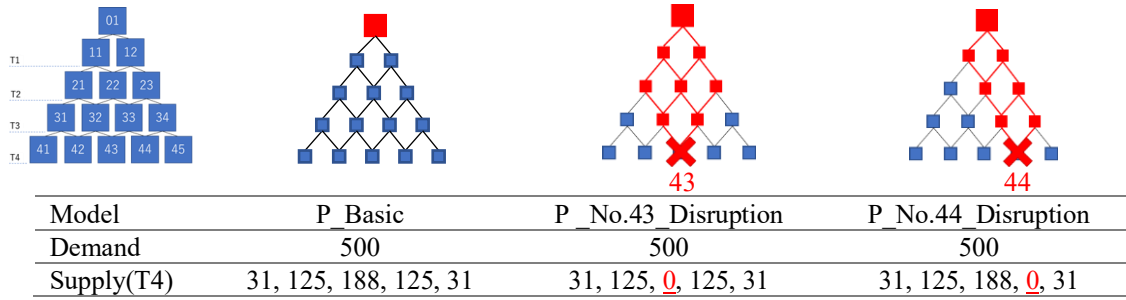 01
11 12
T1
21 22 23
T2
31 32 33 34
T3
41 42 43 44 45
T4
43 44
Model P_Basic P_No.43_Disruption P_No.44_Disruption
Demand 500 500 500
Supply(T4) 31, 125, 188, 125, 31 31, 125, 0, 125, 31 31, 125, 188, 0, 31